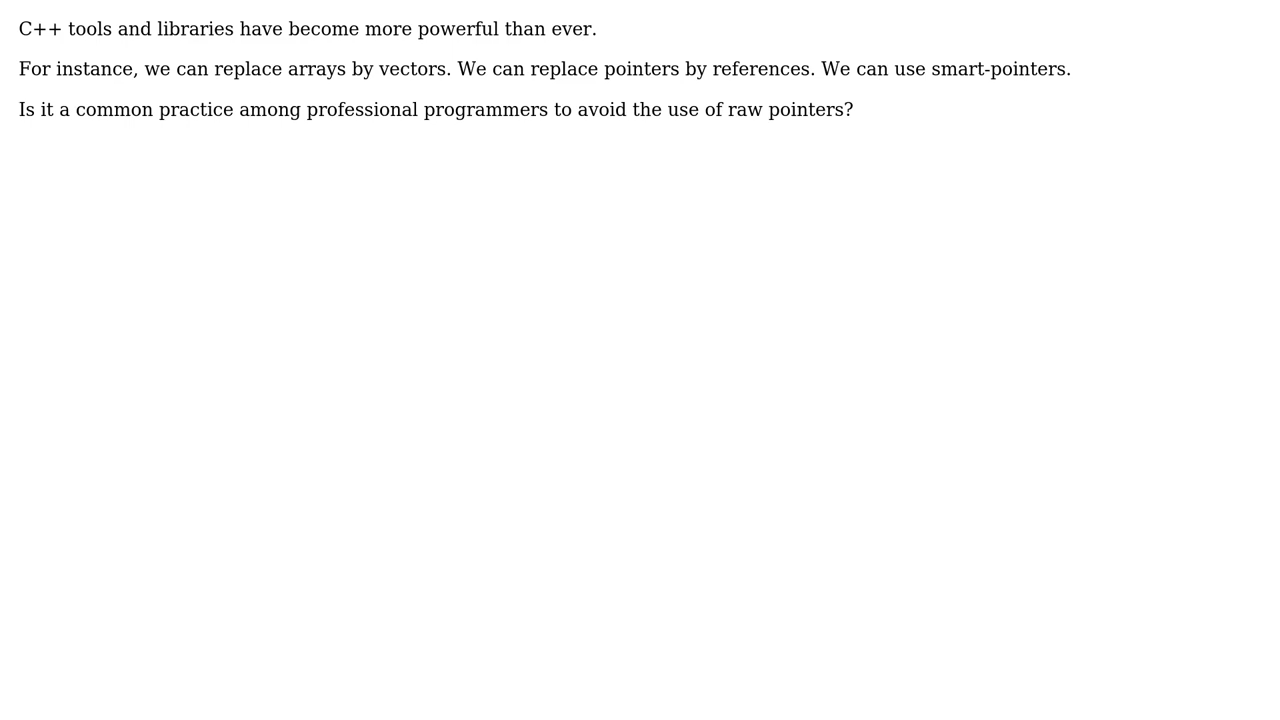 C++ tools and libraries have become more powerful than ever.
For instance, we can replace arrays by vectors. We can replace pointers by references. We can use smart-pointers.
Is it a common practice among professional programmers to avoid the use of raw pointers?